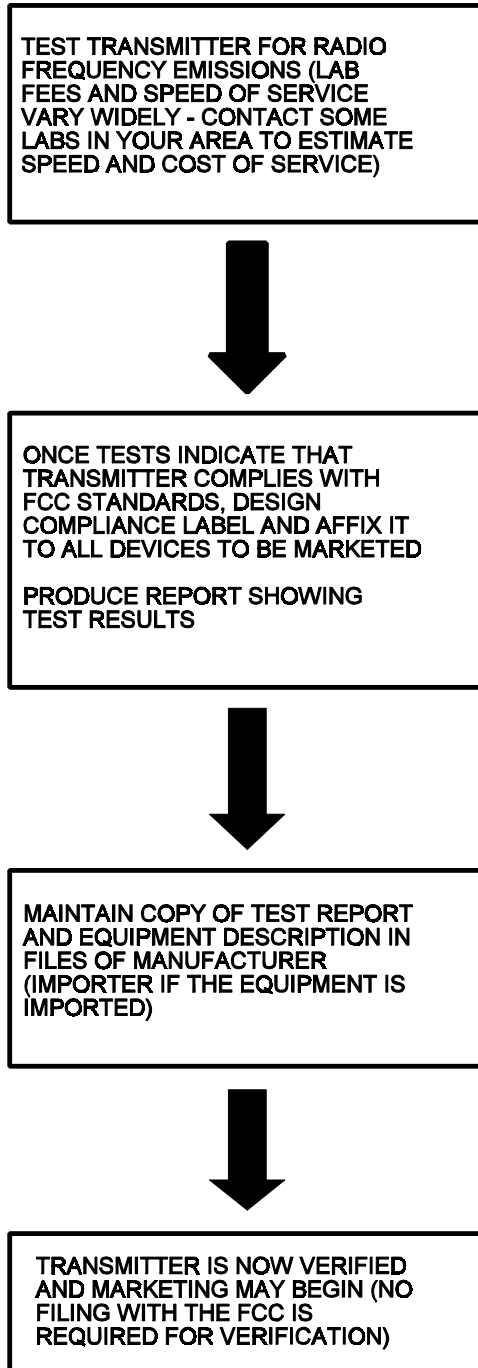 TEST TRANSMITTER FOR RADIO
FREQUENCY EMISSIONS (LAB
FEES AND SPEED OF SERVICE
VARY WIDELY - CONTACT SOME
LABS IN YOUR AREA TO ESTIMATE
SPEED AND COST OF SERVICE)
ONCE TESTS INDICATE THAT
TRANSMITTER COMPLIES WITH
FCC STANDARDS, DESIGN
COMPLIANCE LABEL AND AFFIX IT
TO ALL DEVICES TO BE MARKETED
PRODUCE REPORT SHOWING
TEST RESULTS
MAINTAIN COPY OF TEST REPORT
AND EQUIPMENT DESCRIPTION IN
FILES OF MANUFACTURER
(IMPORTER IF THE EQUIPMENT IS
IMPORTED)
TRANSMITTER IS NOW VERIFIED
AND MARKETING MAY BEGIN (NO
FILING WITH THE FCC IS
REQUIRED FOR VERIFICATION)